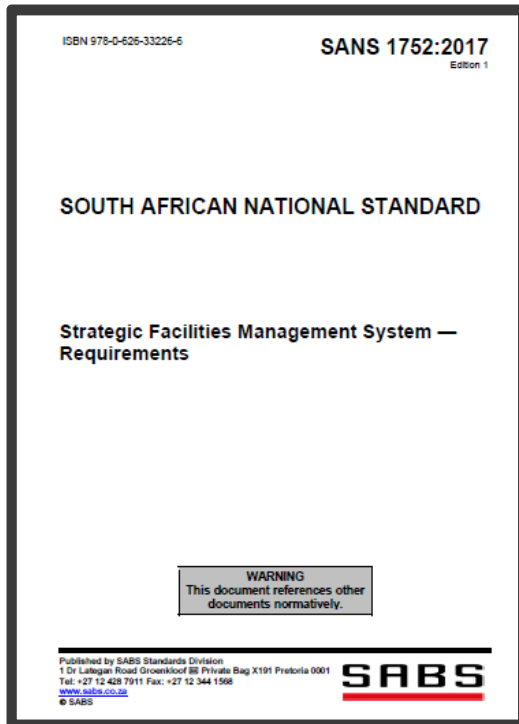 ISBN 978-0-626-33226-6
SANS 1752:2017
Edition 1
SOUTH AFRICAN NATIONAL STANDARD
Strategic Facilities Management System —
Requirements
WARNING
This document references other
documents normatively.
Published by SABS Standards Division
1 Dr Lategan Road Groenkloof ✉ Private Bag X191 Pretoria 0001
Tel: +27 12 428 7911 Fax: +27 12 344 1568
www.sabs.co.za
© SABS
SABS